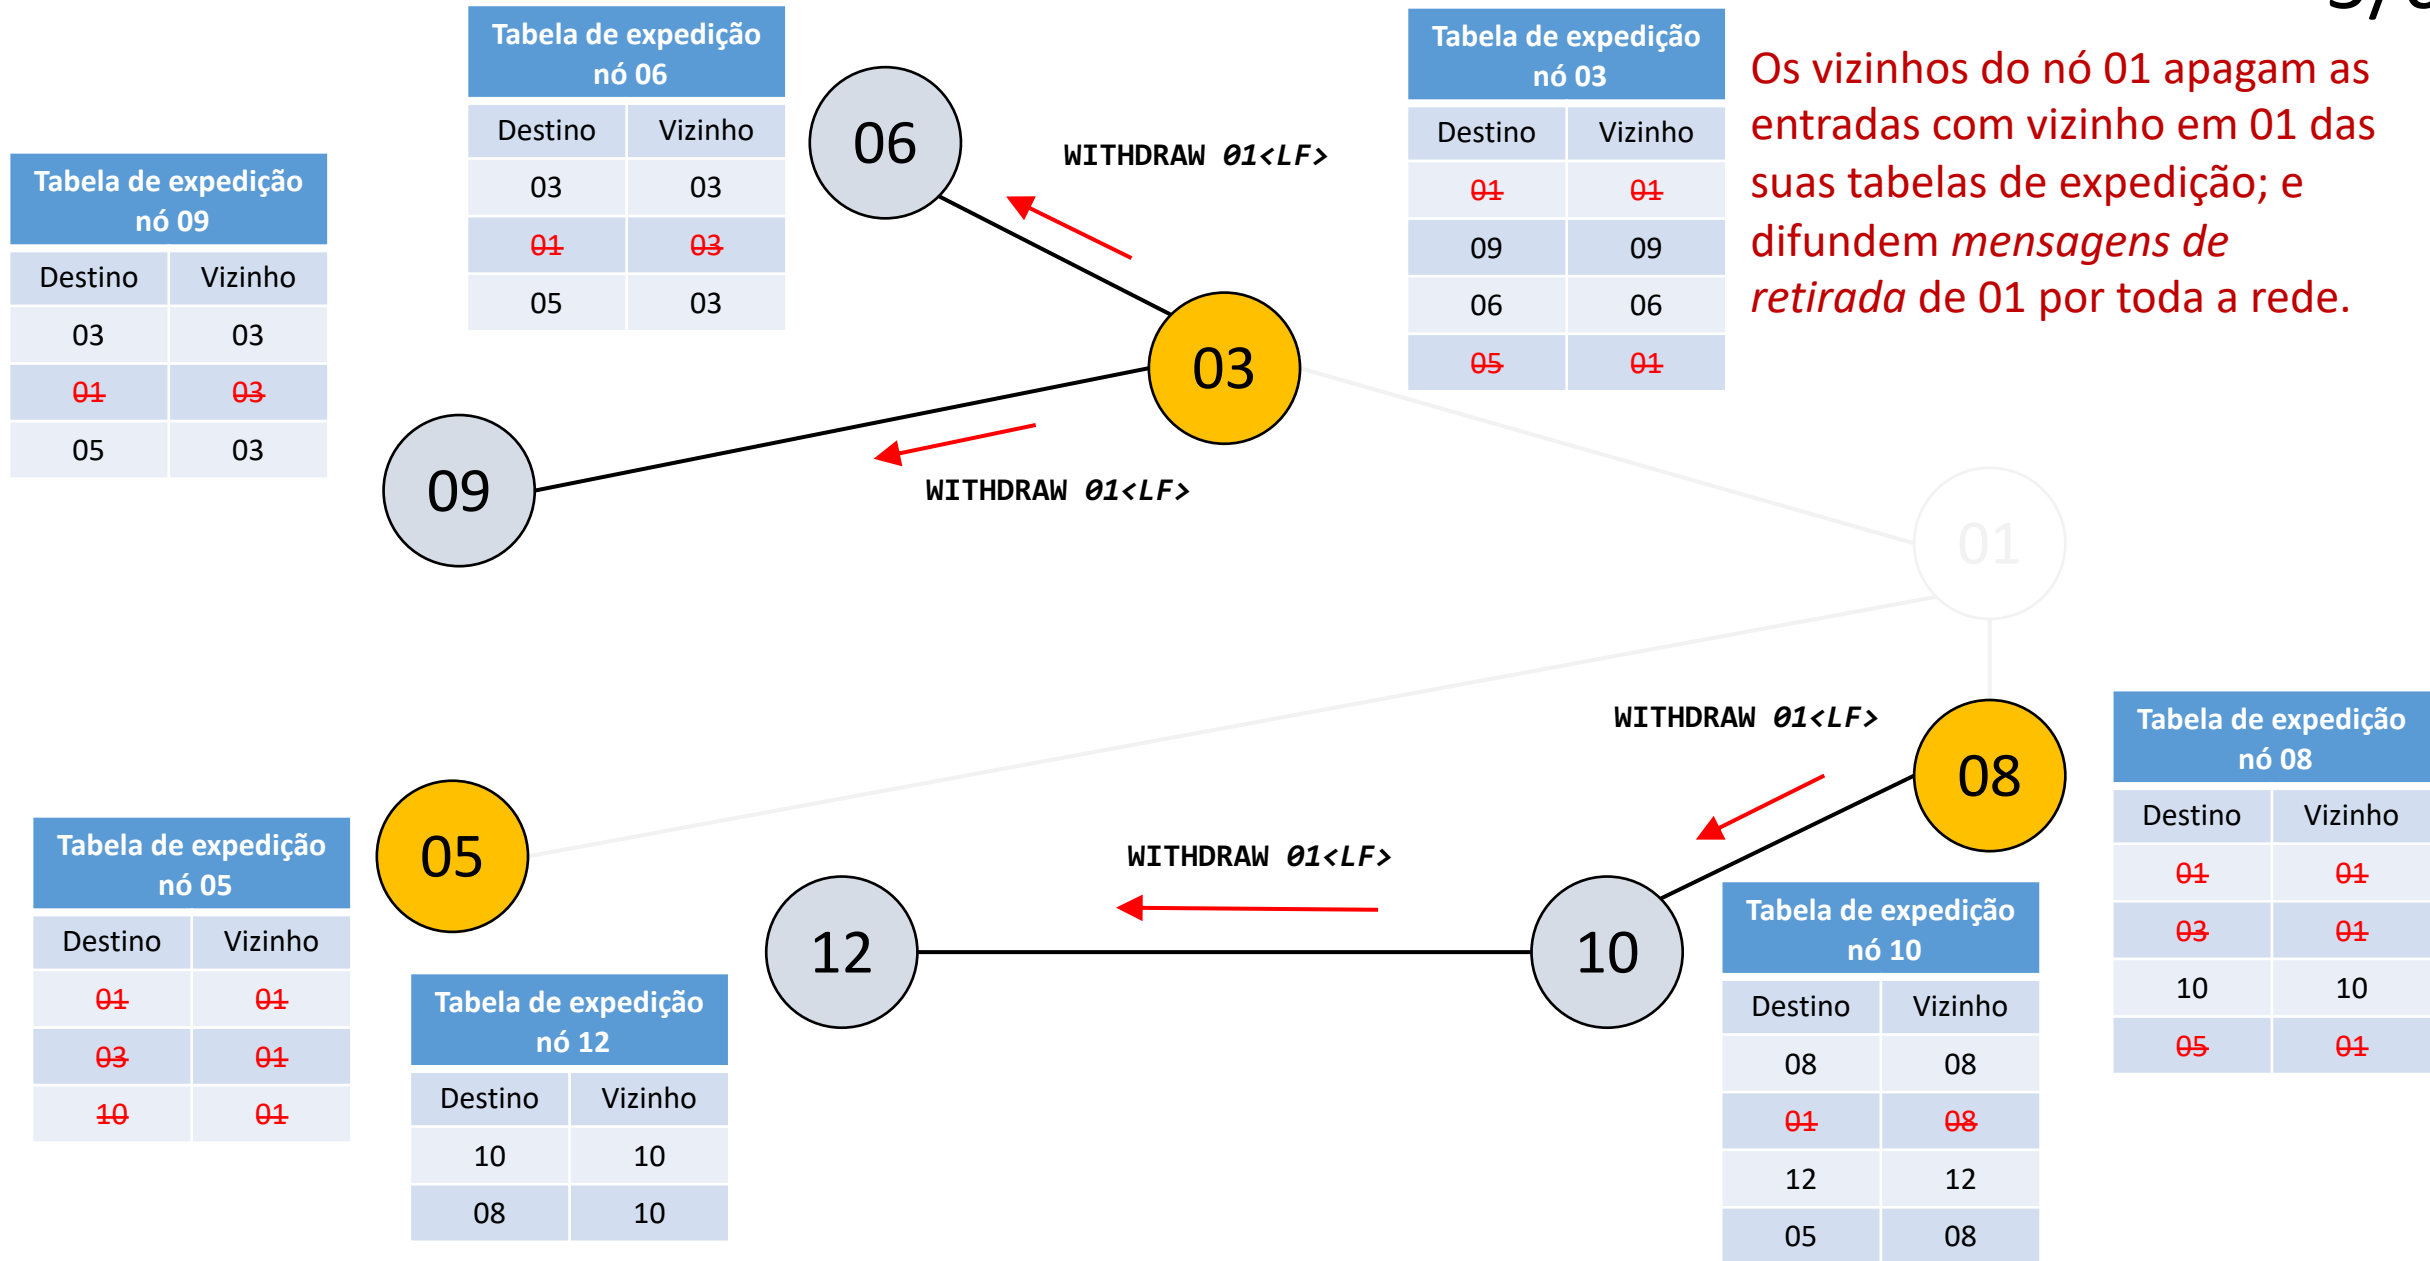 Tabela de expedição
nó 06
Destino Vizinho
03 03
01 03
05 03
Tabela de expedição
nó 03
Destino Vizinho
01 01
09 09
06 06
05 01
Os vizinhos do nó 01 apagam as
entradas com vizinho em 01 das
suas tabelas de expedição; e
difundem mensagens de
retirada de 01 por toda a rede.
Tabela de expedição
nó 09
Destino Vizinho
03 03
01 03
05 03
06
WITHDRAW 01<LF>
03
09
WITHDRAW 01<LF>
01
WITHDRAW 01<LF>
08
Tabela de expedição
nó 08
Destino Vizinho
01 01
03 01
10 10
05 01
Tabela de expedição
nó 05
Destino Vizinho
01 01
03 01
10 01
05
WITHDRAW 01<LF>
12
10
Tabela de expedição
nó 12
Destino Vizinho
10 10
08 10
Tabela de expedição
nó 10
Destino Vizinho
08 08
01 08
12 12
05 08